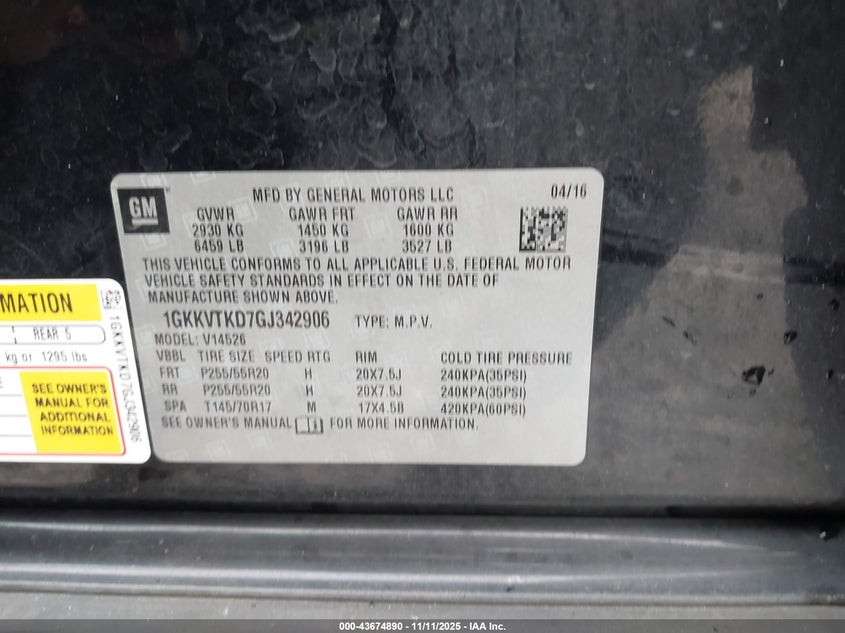 GM
MFD BY GENERAL MOTORS LLC 04/16
GVWR GAWR FRT GAWR RR
2930 KG 1450 KG 1600 KG
6459 LB 3196 LB 3527 LB
THIS VEHICLE CONFORMS TO ALL APPLICABLE U.S. FEDERAL MOTOR
VEHICLE SAFETY STANDARDS IN EFFECT ON THE DATE OF
MANUFACTURE SHOWN ABOVE.
1GKKVTKD7GJ342906 TYPE: M.P.V.
MODEL: V14526
VBBL TIRE SIZE SPEED RTG RIM COLD TIRE PRESSURE
FRT P255/55R20 H 20X7.5J 240KPA(35PSI)
RR P255/55R20 H 20X7.5J 240KPA(35PSI)
SPA T145/70R17 M 17X4.5B 420KPA(60PSI)
SEE OWNER'S MANUAL FOR MORE INFORMATION.
MATION
REAR 5
kg or 1295 lbs
SEE OWNER'S
MANUAL FOR
ADDITIONAL
INFORMATION
1GKKVTKD7GJ342906
000-43674890 - 11/11/2025 - IAA Inc.